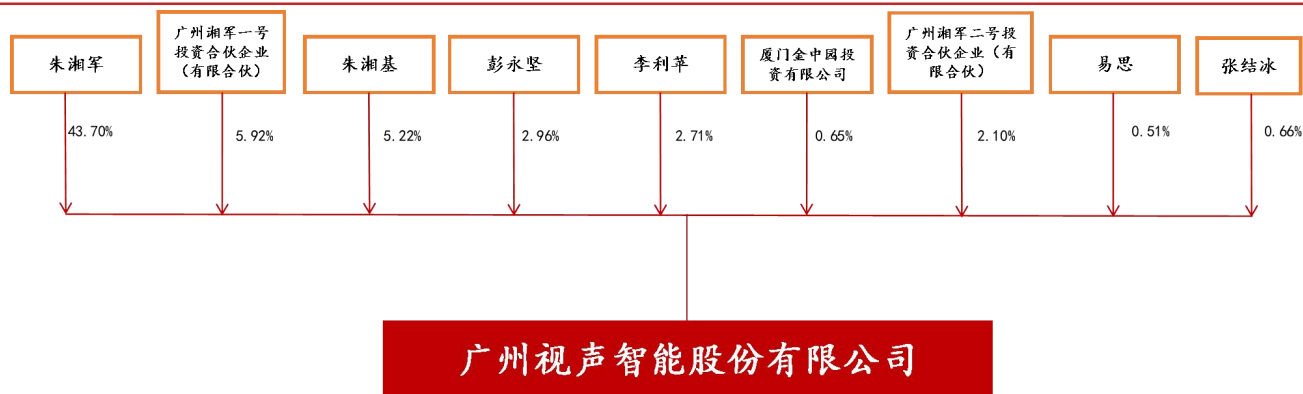 朱湘军
广州湘军一号
投资合伙企业
（有限合伙）
朱湘基
彭永坚
李利苹
厦门金中园投
资有限公司
广州湘军二号投
资合伙企业（有
限合伙）
易思
张结冰
43.70%
5.92%
5.22%
2.96%
2.71%
0.65%
2.10%
0.51%
0.66%
广州视声智能股份有限公司